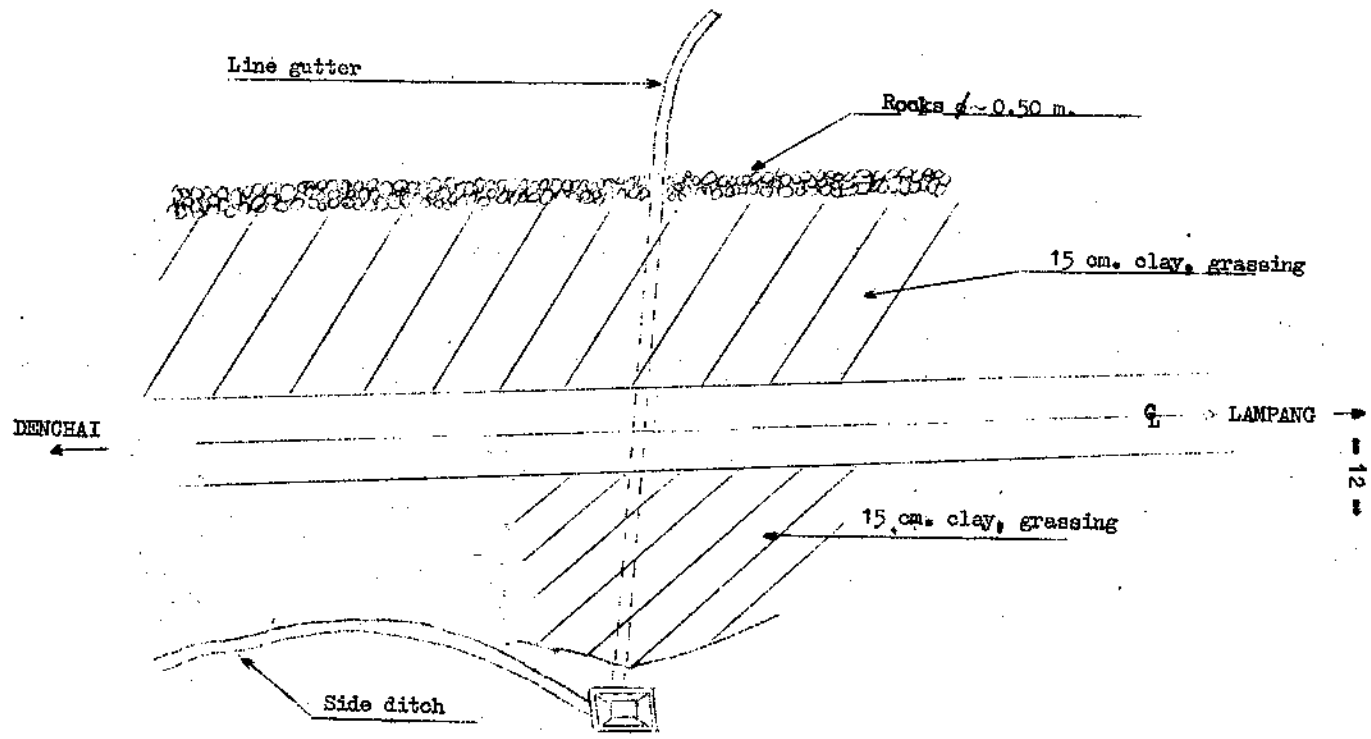 Line gutter
Rocks ⌀ ~ 0.50 m.
15 cm. clay, grassing
DENCHAI
℄
LAMPANG
- 12 -
15 cm. clay, grassing
Side ditch